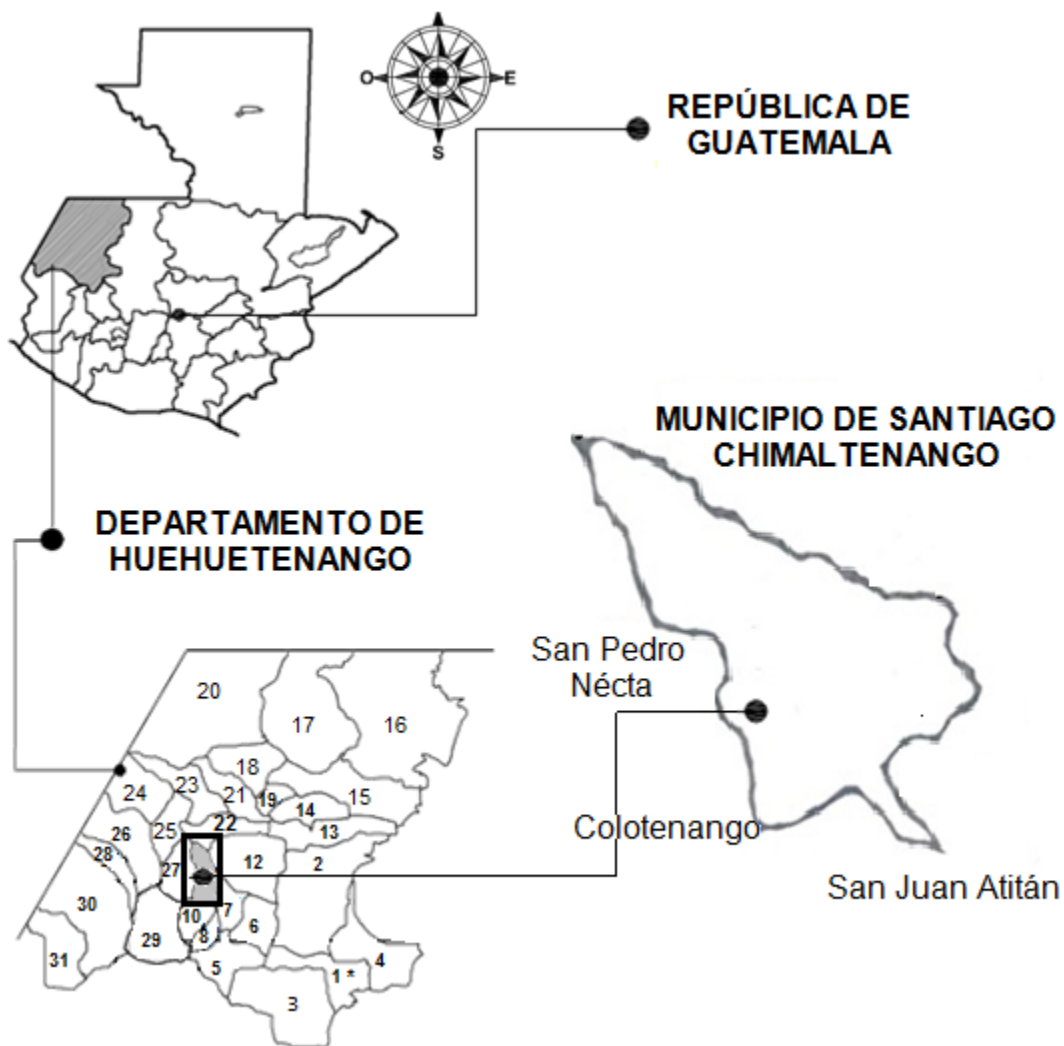 O
E
S
REPÚBLICA DE
GUATEMALA
MUNICIPIO DE SANTIAGO
CHIMALTENANGO
DEPARTAMENTO DE
HUEHUETENANGO
San Pedro
Nécta
Colotenango
San Juan Atitán
20
17
16
18
24
23
21
19
15
14
26
25
22
13
28
27
12
2
30
10
7
29
8
6
31
5
1 *
4
3